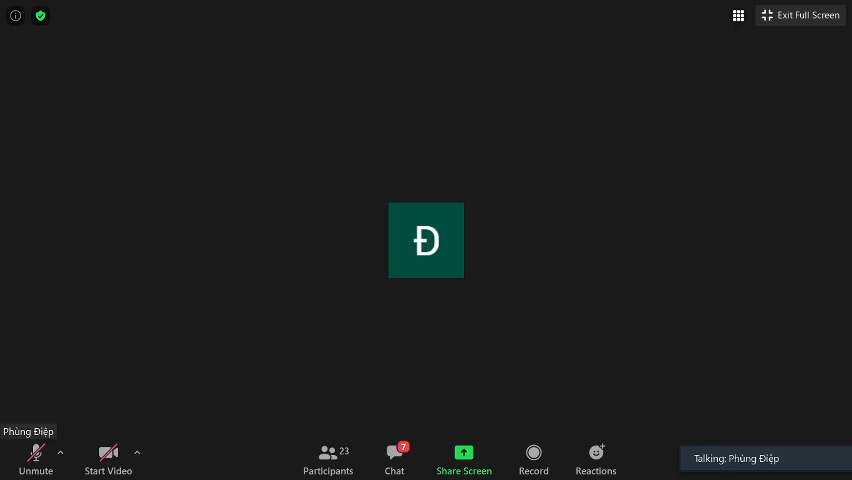 Exit Full Screen
Đ
Phùng Điệp
Unmute
Start Video
23
Participants
7
Chat
Share Screen
Record
Reactions
Talking: Phùng Điệp